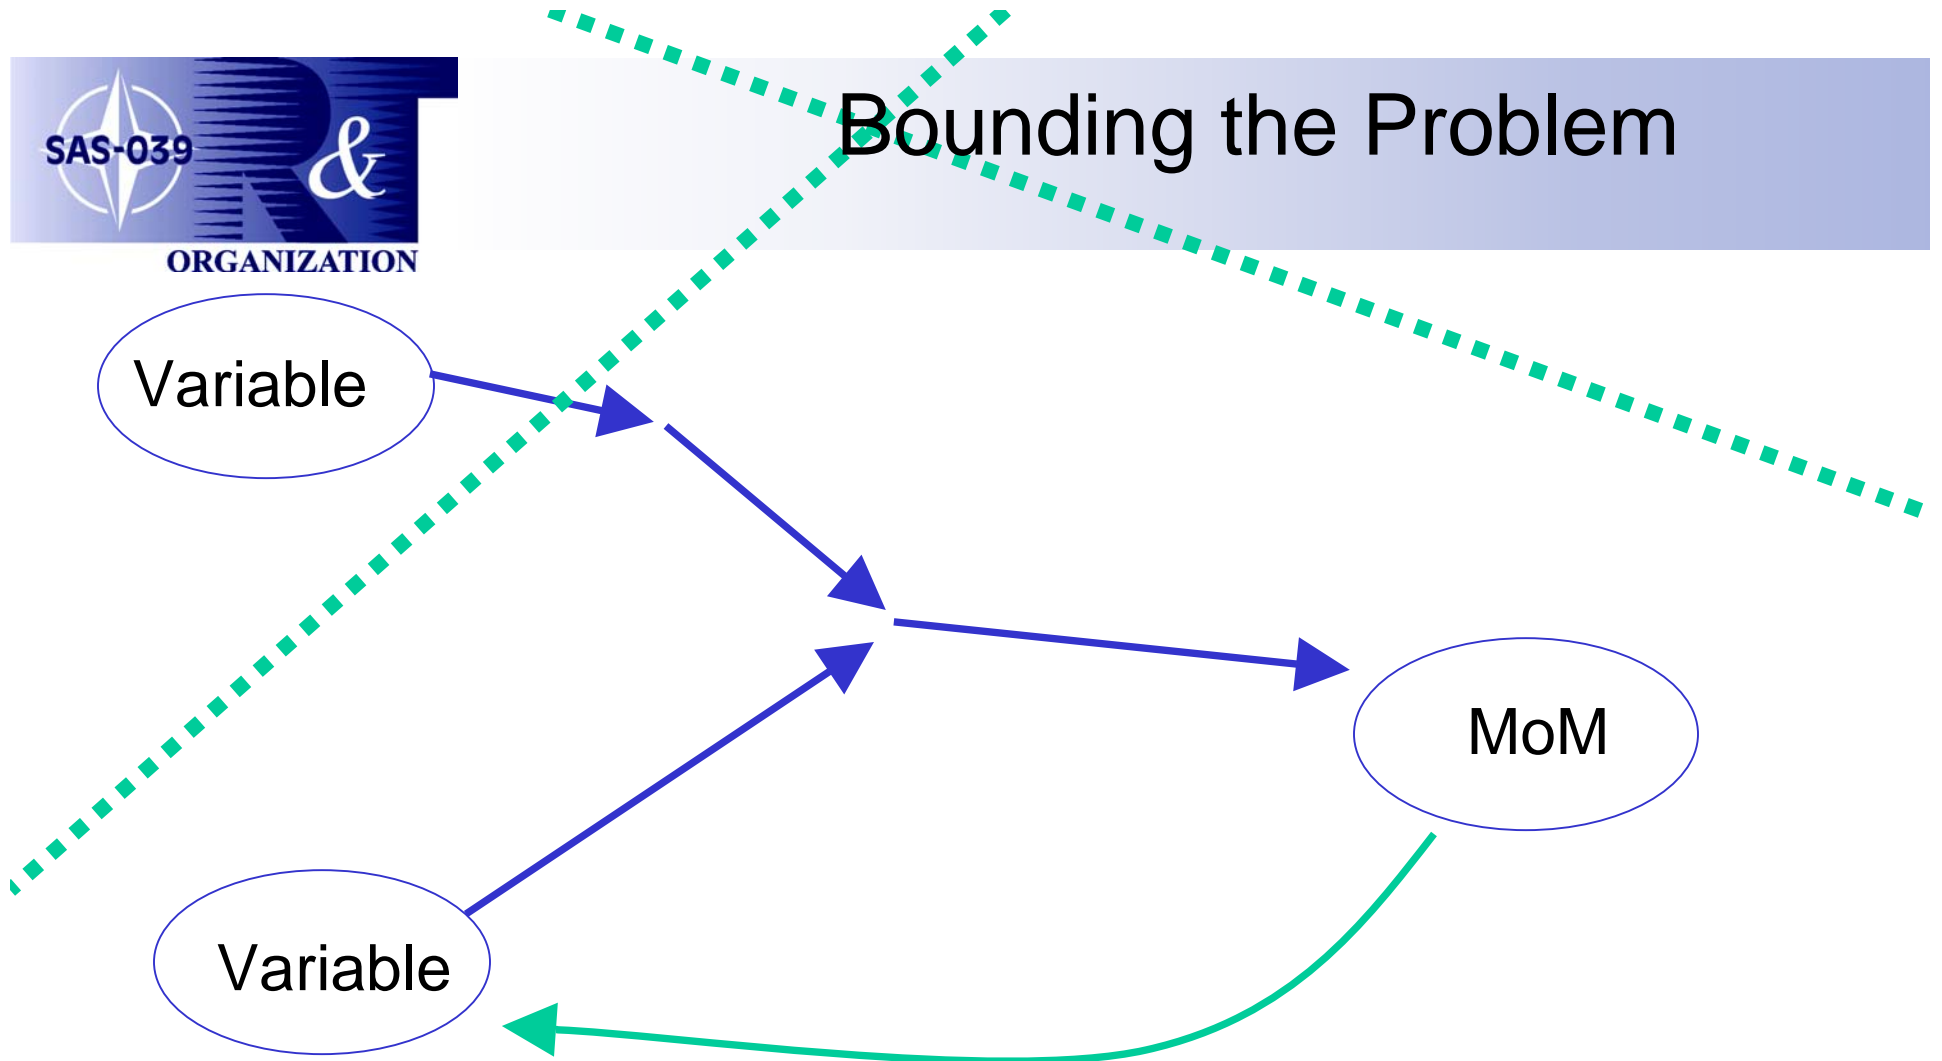 Bounding the Problem
SAS-039
R&T
ORGANIZATION
Variable
MoM
Variable